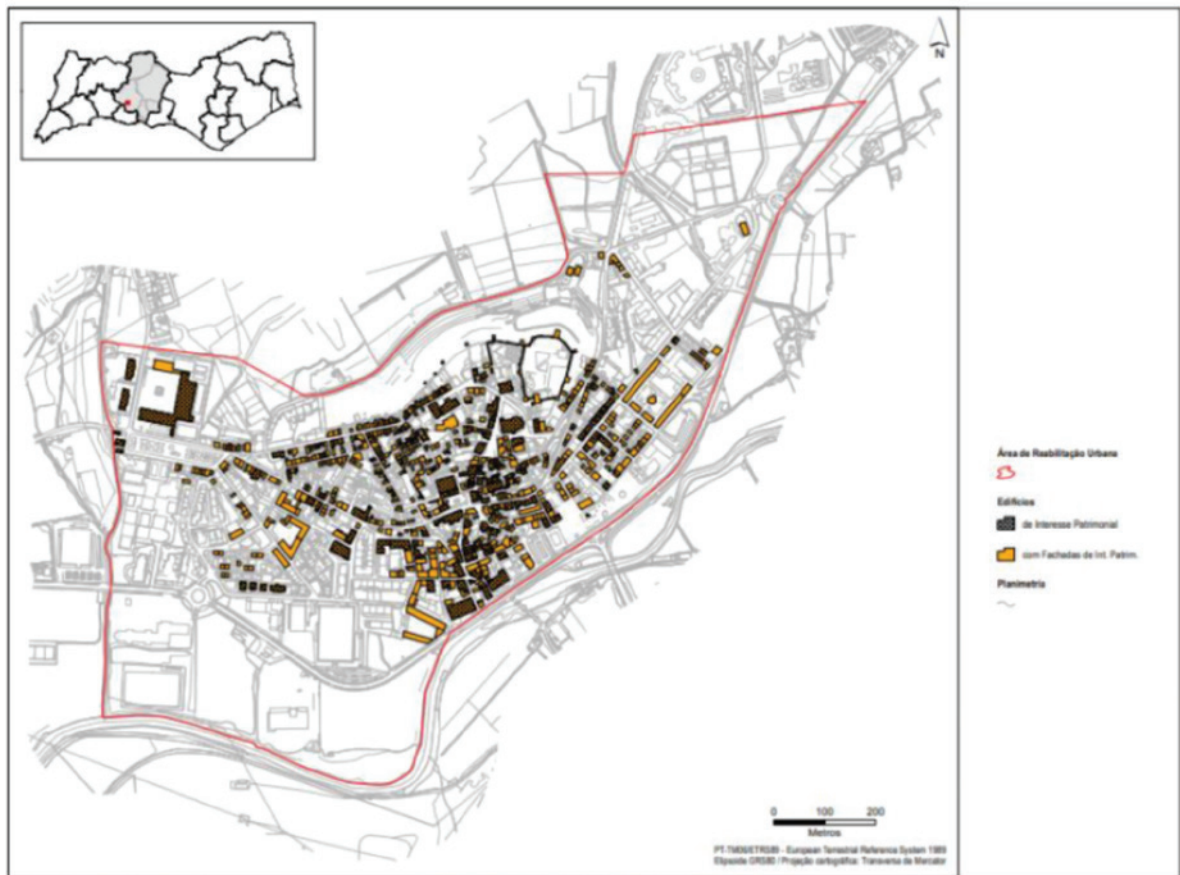 N
Área de Reabilitação Urbana
Edifícios
de Interesse Patrimonial
com Fachadas de Int. Patrim.
Planimetria
0 100 200
Metros
PT-TM06/ETRS89 - European Terrestrial Reference System 1989
Elipsoide GRS80 / Projeção cartográfica: Transversa de Mercator